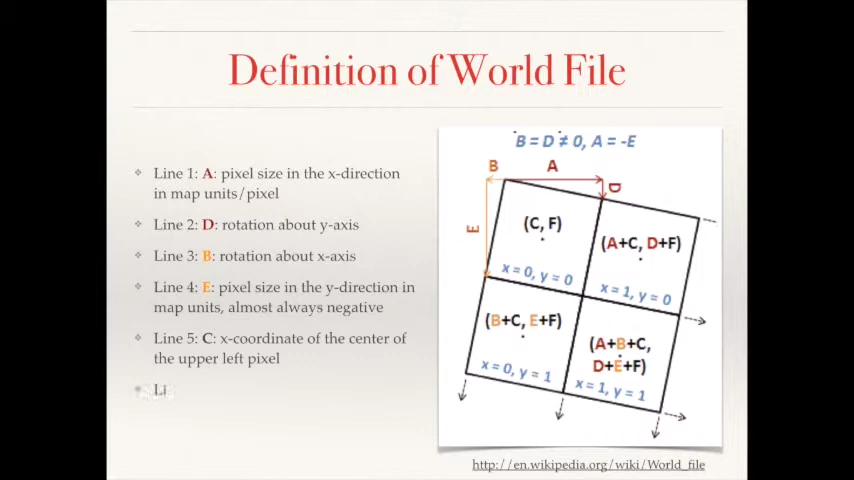 Definition of World File
Line 1: A: pixel size in the x-direction
in map units/pixel
Line 2: D: rotation about y-axis
Line 3: B: rotation about x-axis
Line 4: E: pixel size in the y-direction in
map units, almost always negative
Line 5: C: x-coordinate of the center of
the upper left pixel
Li
B = D ≠ 0, A = -E
B
A
D
E
(C, F)
(A+C, D+F)
x = 0, y = 0
x = 1, y = 0
(B+C, E+F)
(A+B+C,
D+E+F)
x = 0, y = 1
x = 1, y = 1
http://en.wikipedia.org/wiki/World_file